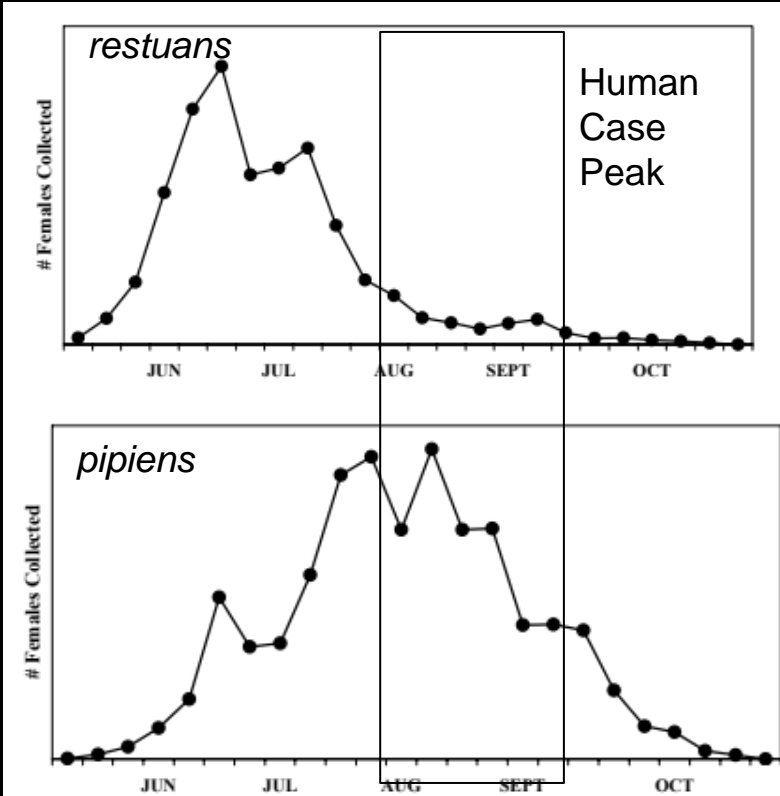 restuans
Human
Case
Peak
# Females Collected
JUN JUL AUG SEPT OCT
pipiens
# Females Collected
JUN JUL AUG SEPT OCT